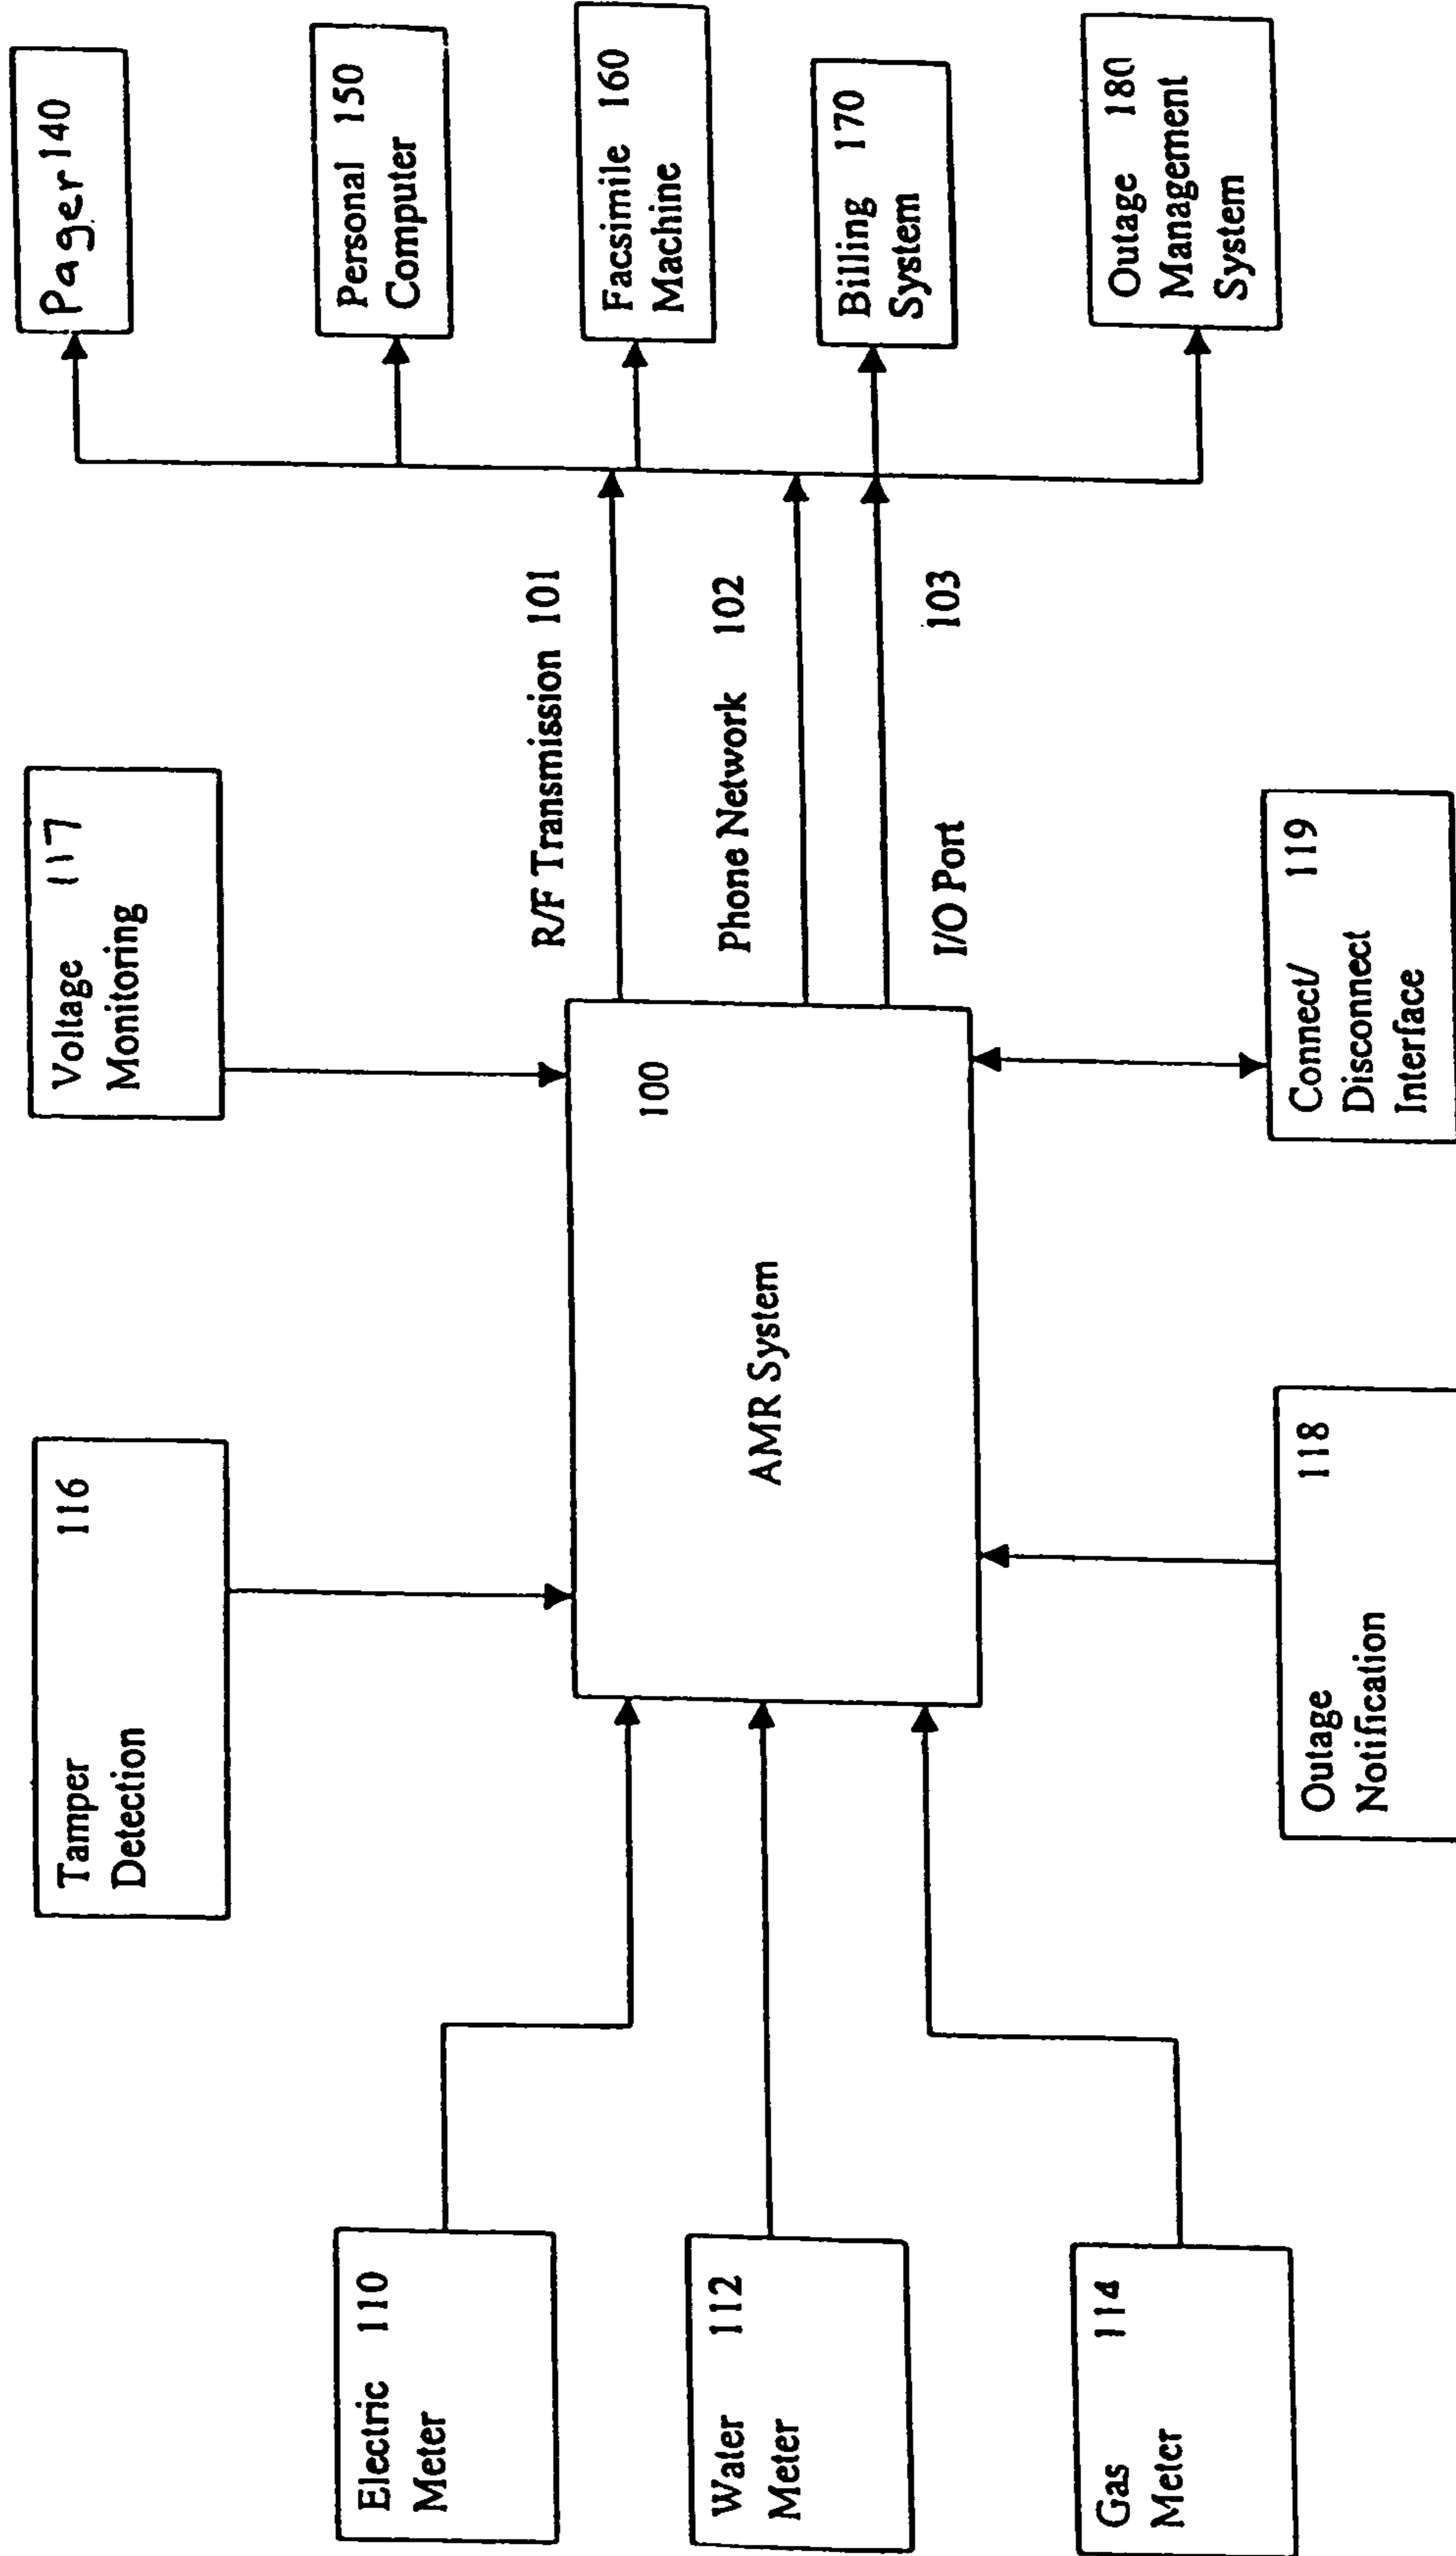 Tamper 116
Detection
Voltage 117
Monitoring
Pager 140
Personal 150
Computer
Facsimile 160
Machine
Billing 170
System
Outage 180
Management
System
Electric 110
Meter
Water 112
Meter
Gas 114
Meter
AMR System 100
R/F Transmission 101
Phone Network 102
I/O Port 103
Outage 118
Notification
Connect/ 119
Disconnect
Interface